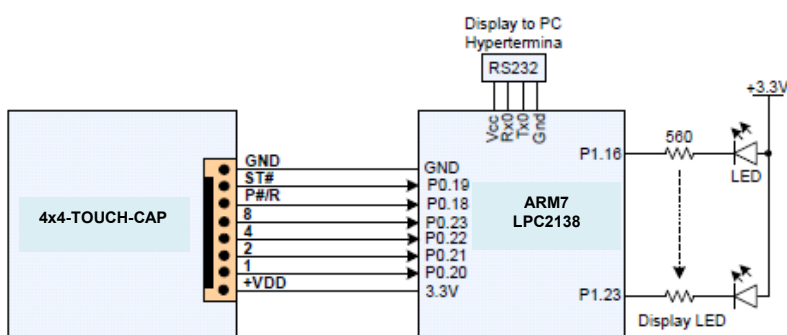 Display to PC
Hypertermina
RS232
+3.3V
Vcc
Rx0
Tx0
Gnd
560
P1.16
LED
GND
ST#
P#/R
8
4
2
1
+VDD
4x4-TOUCH-CAP
GND
P0.19
P0.18
P0.23
P0.22
P0.21
P0.20
3.3V
ARM7
LPC2138
P1.23
Display LED